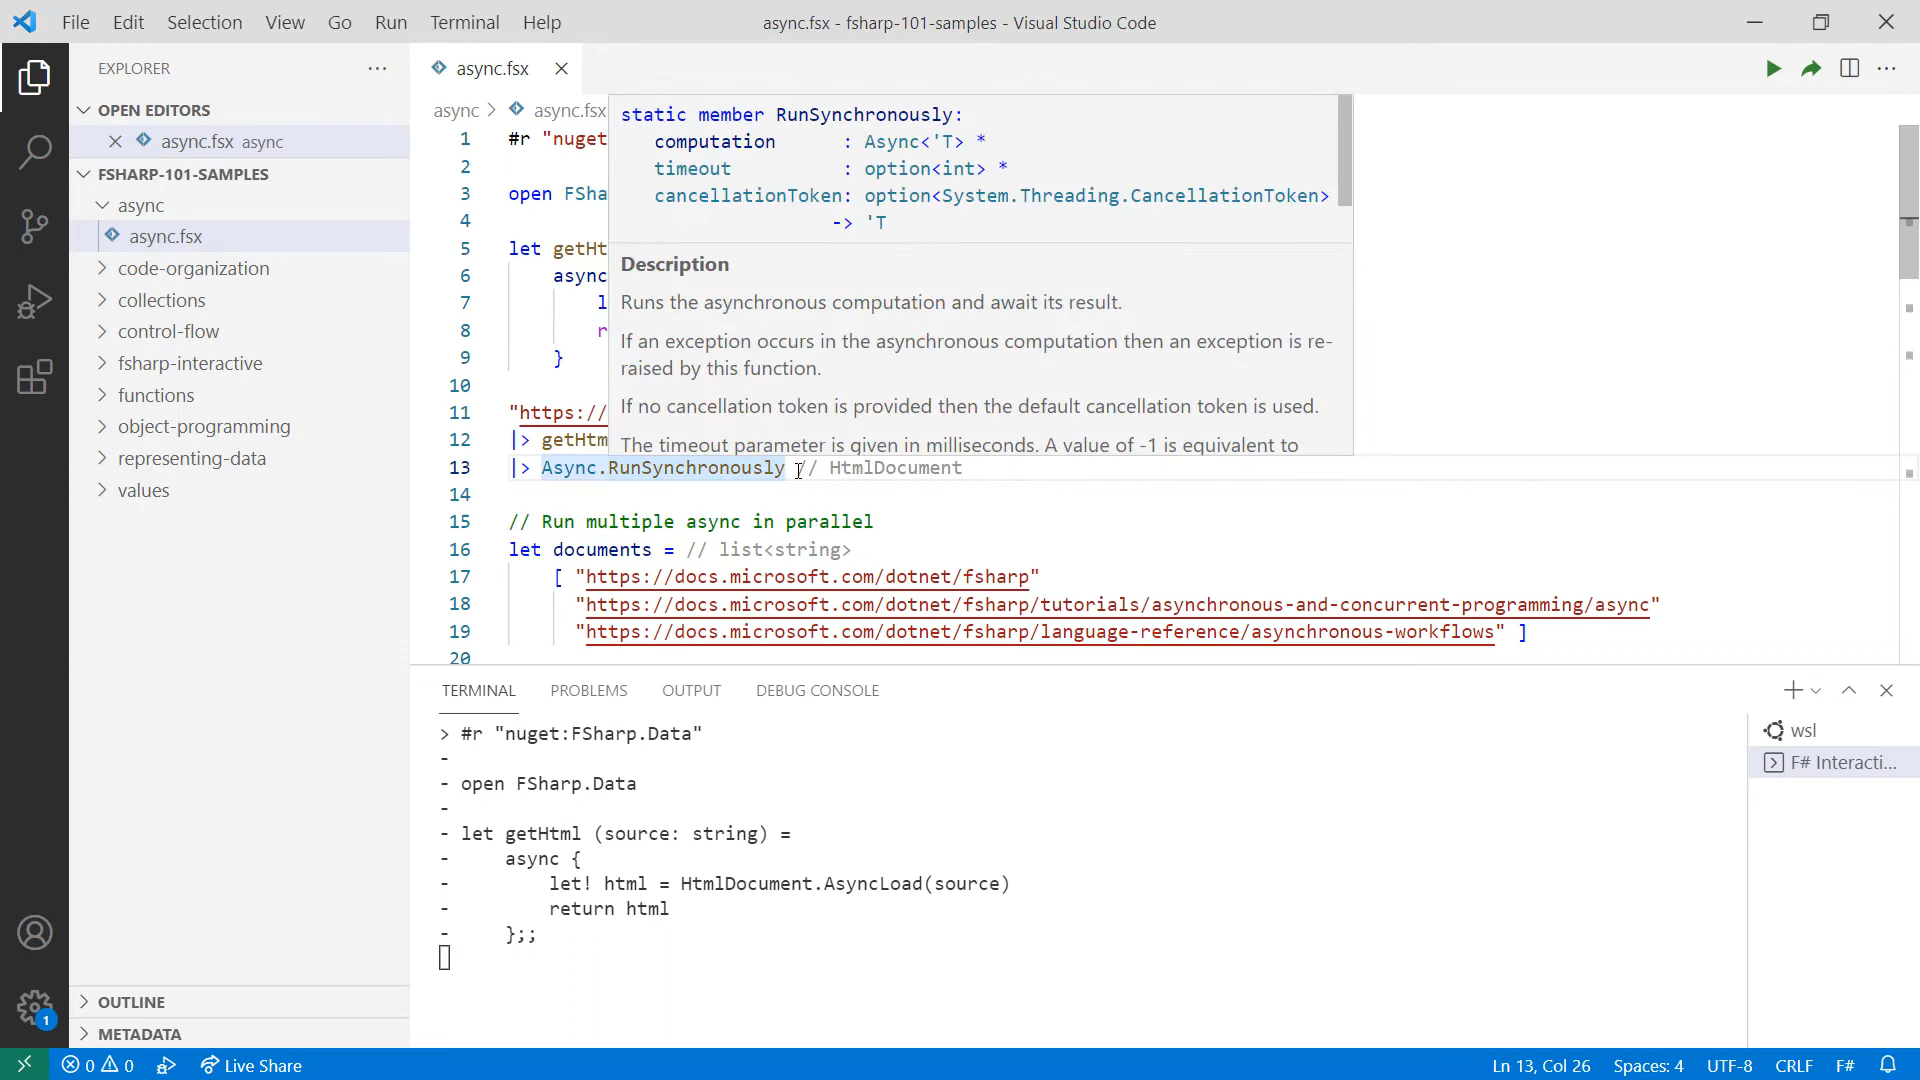 File Edit Selection View Go Run Terminal Help
async.fsx - fsharp-101-samples - Visual Studio Code
EXPLORER
OPEN EDITORS
async.fsx async
FSHARP-101-SAMPLES
async
async.fsx
code-organization
collections
control-flow
fsharp-interactive
functions
object-programming
representing-data
values
OUTLINE
METADATA
async.fsx
async > async.fsx
1 #r "nuget
2
3 open FSha
4
5 let getHt
6 async
7 l
8 r
9 }
10
11 "https://
12 |> getHtm
13 |> Async.RunSynchronously // HtmlDocument
14
15 // Run multiple async in parallel
16 let documents = // list<string>
17 [ "https://docs.microsoft.com/dotnet/fsharp"
18 "https://docs.microsoft.com/dotnet/fsharp/tutorials/asynchronous-and-concurrent-programming/async"
19 "https://docs.microsoft.com/dotnet/fsharp/language-reference/asynchronous-workflows" ]
20
static member RunSynchronously:
computation : Async<'T> *
timeout : option<int> *
cancellationToken: option<System.Threading.CancellationToken>
-> 'T
Description
Runs the asynchronous computation and await its result.
If an exception occurs in the asynchronous computation then an exception is re-
raised by this function.
If no cancellation token is provided then the default cancellation token is used.
The timeout parameter is given in milliseconds. A value of -1 is equivalent to
TERMINAL PROBLEMS OUTPUT DEBUG CONSOLE
> #r "nuget:FSharp.Data"
-
- open FSharp.Data
-
- let getHtml (source: string) =
- async {
- let! html = HtmlDocument.AsyncLoad(source)
- return html
- };;
wsl
F# Interacti...
1
0 0 Live Share
Ln 13, Col 26 Spaces: 4 UTF-8 CRLF F#